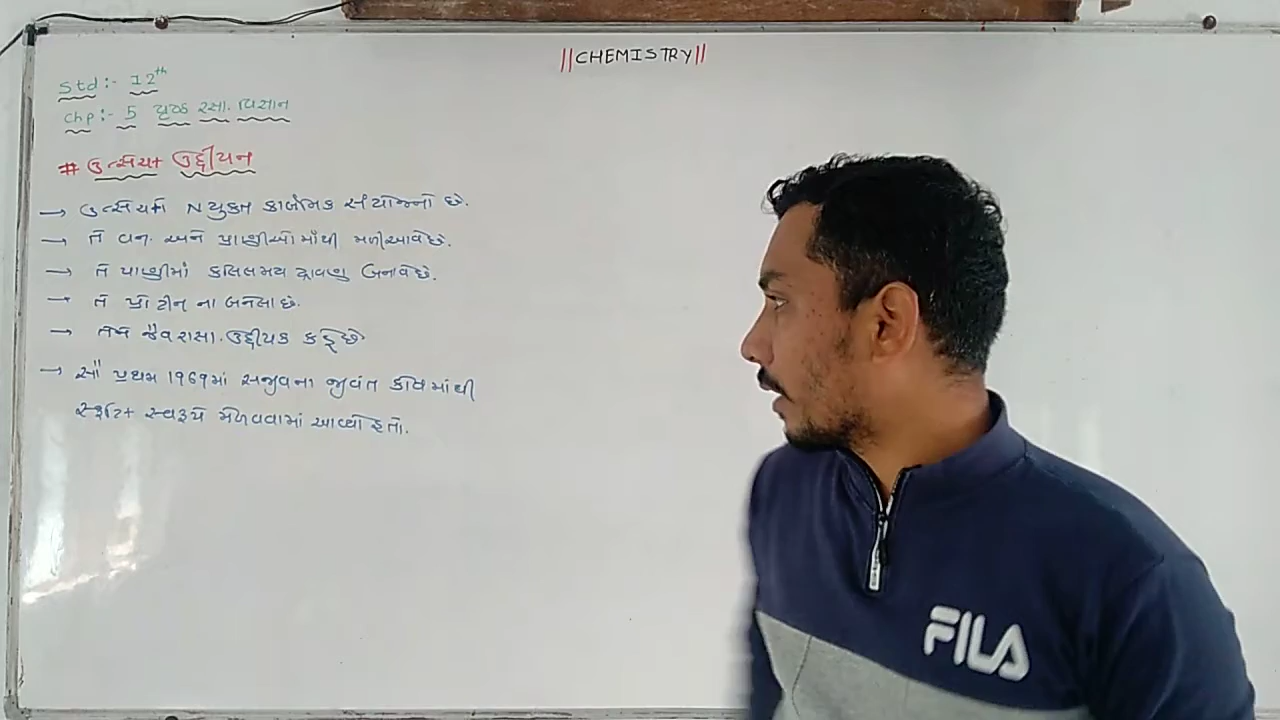 ||CHEMISTRY||
Std :- 12th
Chp :- 5 પૃષ્ઠ રસા. વિજ્ઞાન
# ઉત્સેચક ઉદ્દીપન
→ ઉત્સેચકો N યુક્ત કાર્બનિક સંયોજનો છે.
→ તે વન. અને પ્રાણીઓમાંથી મળી આવે છે.
→ તે પાણીમાં કલિલમય દ્રાવણ બનાવે છે.
→ તે પ્રોટીન ના બનેલા છે.
→ તેને જૈવરાસા. ઉદ્દીપક કહે છે
→ સૌ પ્રથમ 1969માં સજીવના જીવંત કોષમાંથી
સ્ફટિક સ્વરૂપે મેળવવામાં આવ્યો હતો.
FILA